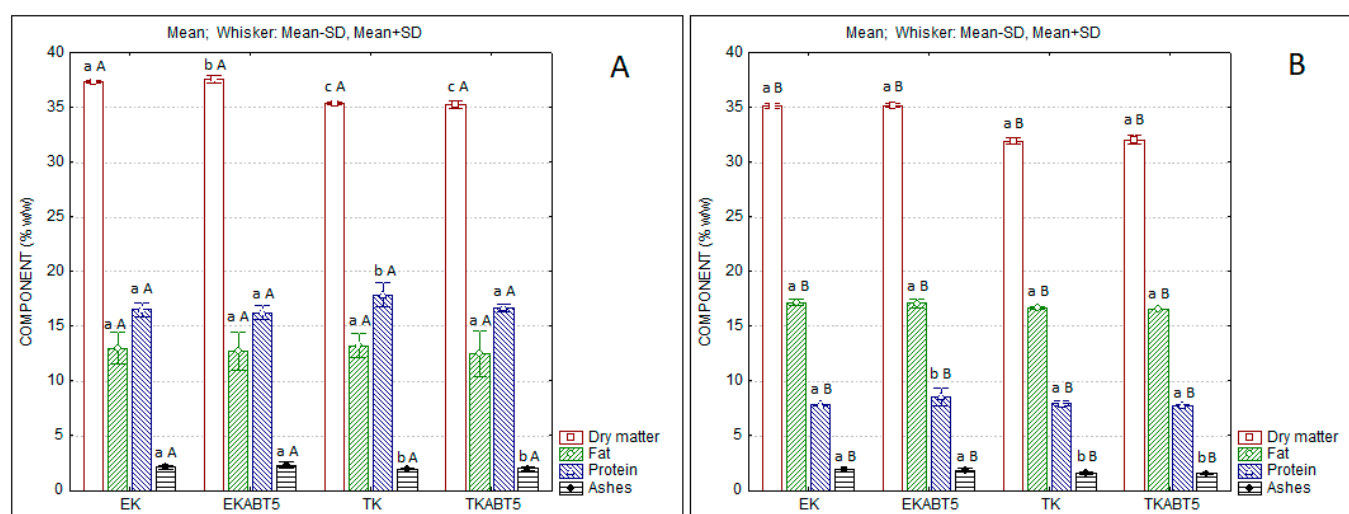 Mean; Whisker: Mean-SD, Mean+SD
A
COMPONENT (% w/w)
40
35
30
25
20
15
10
5
0
a A
b A
c A
c A
a A
a A
a A
a A
a A
a A
b A
a A
a A
a A
b A
b A
EK
EKABT5
TK
TKABT5
Dry matter
Fat
Protein
Ashes
Mean; Whisker: Mean-SD, Mean+SD
B
COMPONENT (% w/w)
40
35
30
25
20
15
10
5
0
a B
a B
a B
a B
a B
a B
a B
a B
a B
b B
a B
a B
a B
a B
b B
b B
EK
EKABT5
TK
TKABT5
Dry matter
Fat
Protein
Ashes